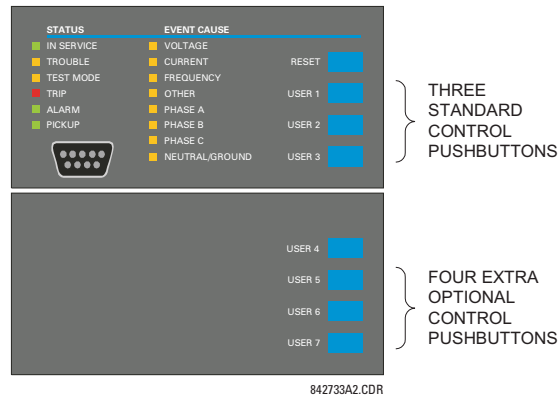 STATUS
IN SERVICE
TROUBLE
TEST MODE
TRIP
ALARM
PICKUP
EVENT CAUSE
VOLTAGE
CURRENT
FREQUENCY
OTHER
PHASE A
PHASE B
PHASE C
NEUTRAL/GROUND
RESET
USER 1
USER 2
USER 3
THREE
STANDARD
CONTROL
PUSHBUTTONS
USER 4
USER 5
USER 6
USER 7
FOUR EXTRA
OPTIONAL
CONTROL
PUSHBUTTONS
842733A2.CDR